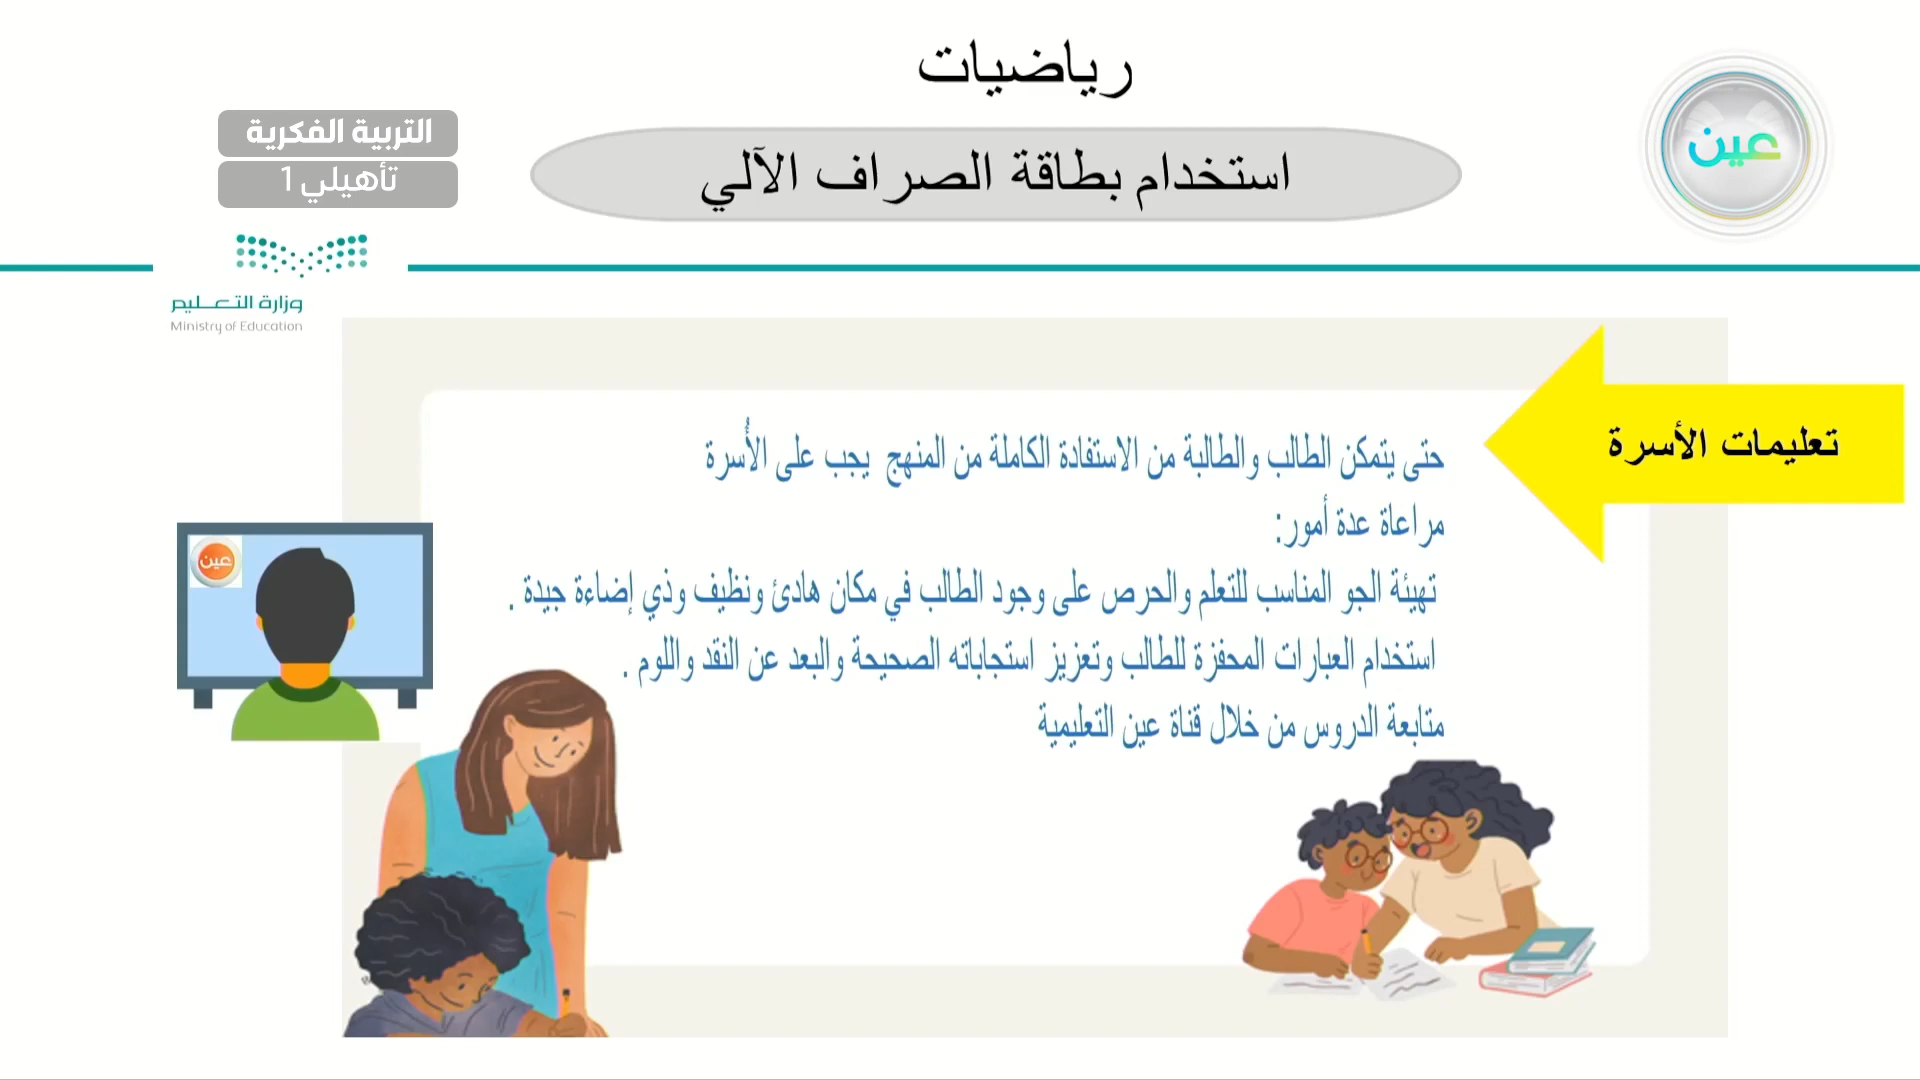 رياضيات
عين
التربية الفكرية
تأهيلي 1
استخدام بطاقة الصراف الآلي
وزارة التعليم
Ministry of Education
تعليمات الأسرة
حتى يتمكن الطالب والطالبة من الاستفادة الكاملة من المنهج يجب على الأُسرة
مراعاة عدة أمور:
تهيئة الجو المناسب للتعلم والحرص على وجود الطالب في مكان هادئ ونظيف وذي إضاءة جيدة .
استخدام العبارات المحفزة للطالب وتعزيز استجاباته الصحيحة والبعد عن النقد واللوم .
متابعة الدروس من خلال قناة عين التعليمية
عين